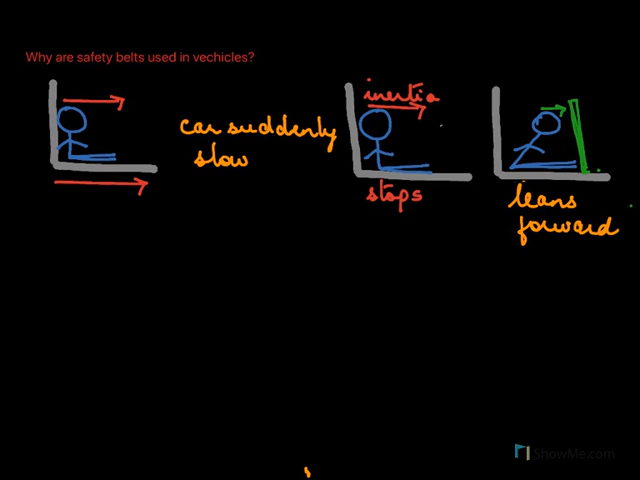 Why are safety belts used in vechicles?
inertia
car suddenly
slow
stops
leans
forward
ShowMe.com